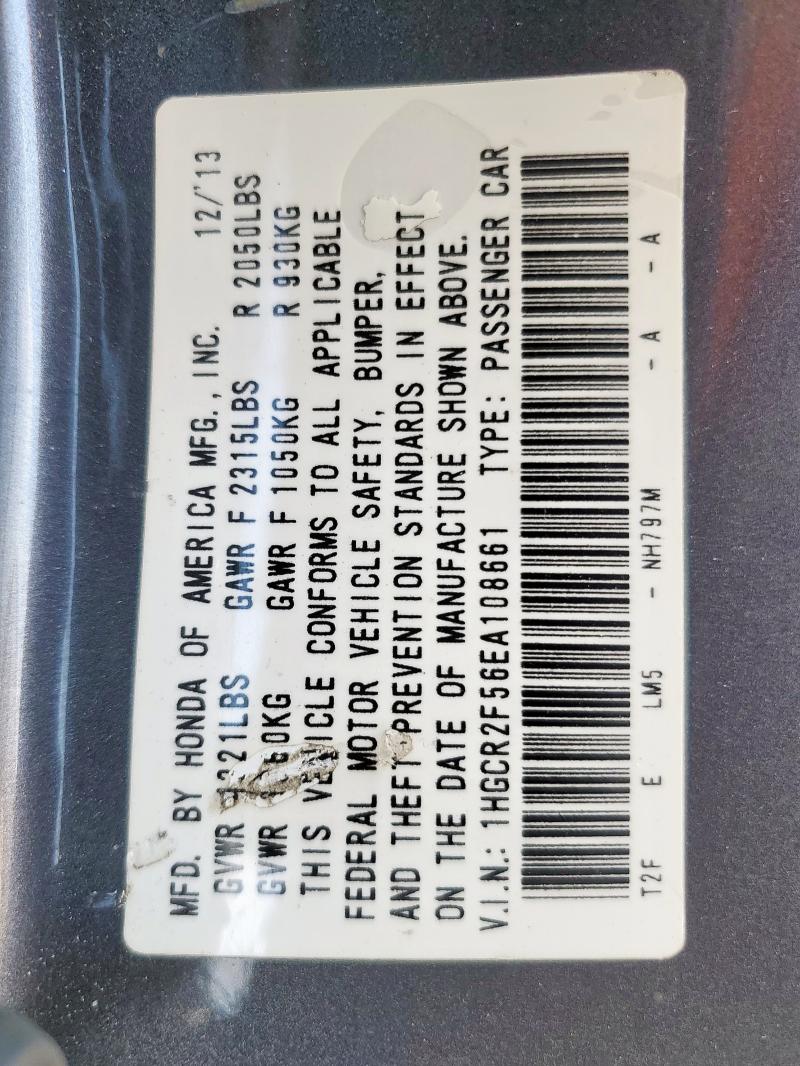 MFD. BY HONDA OF AMERICA MFG., INC. 12/'13
GVWR 4321LBS GAWR F 2315LBS R 2050LBS
GVWR GAWR F 1050KG R 930KG
THIS VEHICLE CONFORMS TO ALL APPLICABLE
FEDERAL MOTOR VEHICLE SAFETY, BUMPER,
AND THEFT PREVENTION STANDARDS IN EFFECT
ON THE DATE OF MANUFACTURE SHOWN ABOVE.
V.I.N.: 1HGCR2F56EA108661 TYPE: PASSENGER CAR
T2F E LM5 - NH797M - A - A